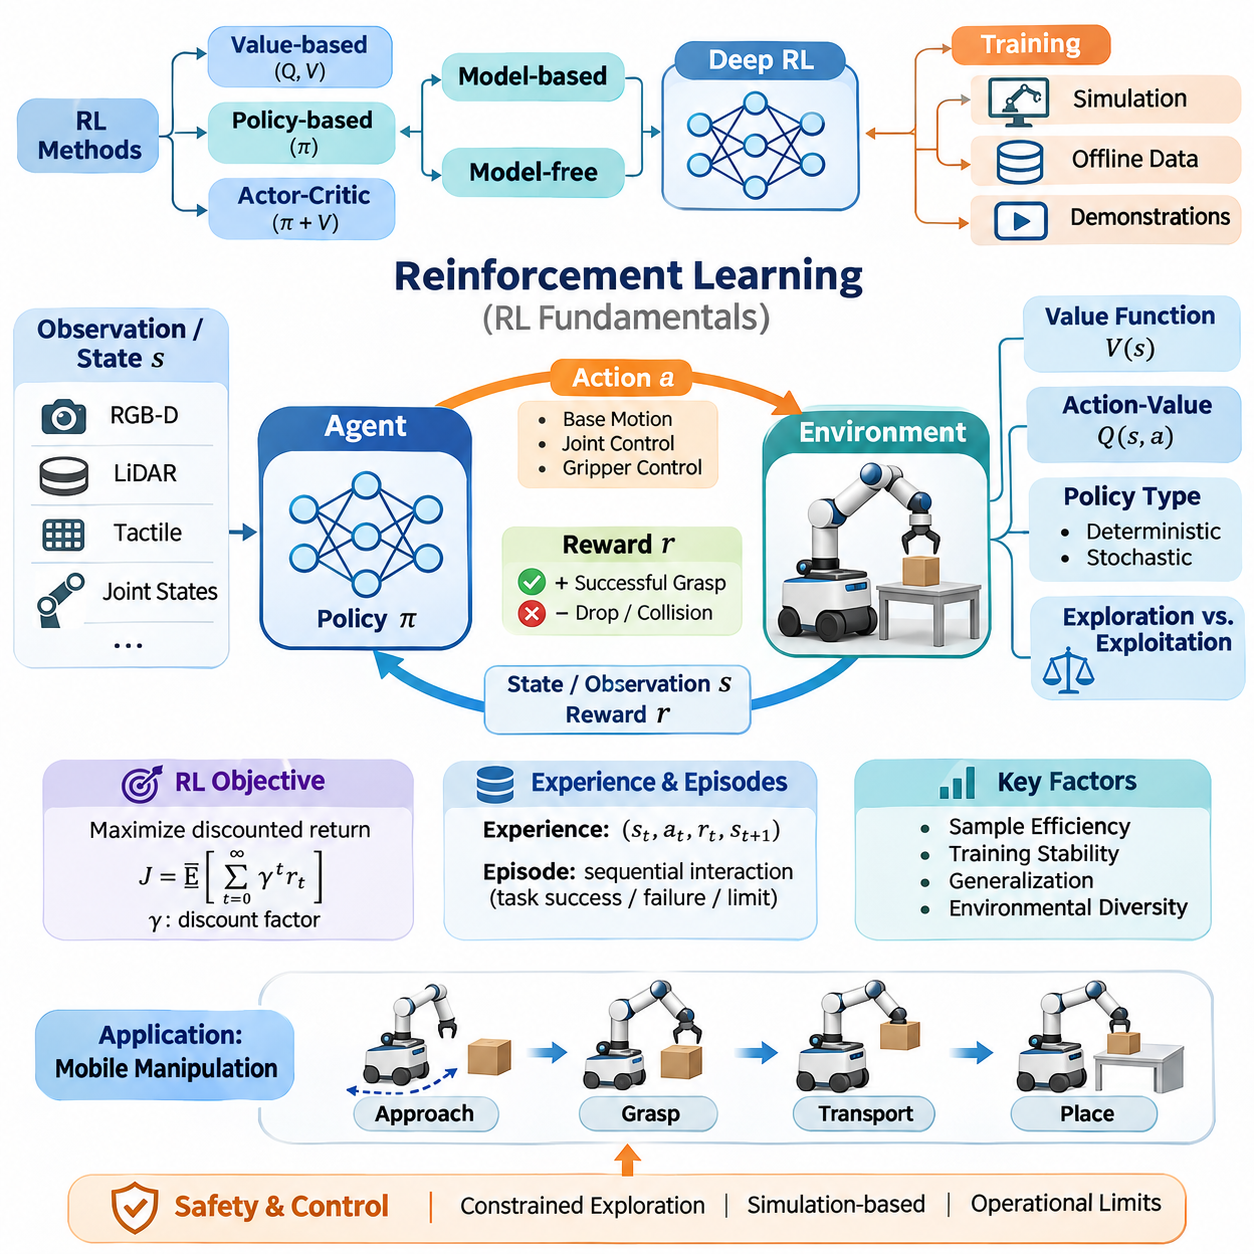 RL
Methods
Value-based
(Q, V)
Policy-based
(π)
Actor-Critic
(π + V)
Model-based
Model-free
Deep RL
Training
Simulation
Offline Data
Demonstrations
Reinforcement Learning
(RL Fundamentals)
Observation /
State s
RGB-D
LiDAR
Tactile
Joint States
...
Agent
Policy π
Action a
• Base Motion
• Joint Control
• Gripper Control
Reward r
+ Successful Grasp
− Drop / Collision
State / Observation s
Reward r
Environment
Value Function
V(s)
Action-Value
Q(s, a)
Policy Type
• Deterministic
• Stochastic
Exploration vs.
Exploitation
RL Objective
Maximize discounted return
J = E [ ∑_{t=0}^{∞} γ^t r_t ]
γ : discount factor
Experience & Episodes
Experience: (s_t, a_t, r_t, s_{t+1})
Episode: sequential interaction
(task success / failure / limit)
Key Factors
• Sample Efficiency
• Training Stability
• Generalization
• Environmental Diversity
Application:
Mobile Manipulation
Approach
Grasp
Transport
Place
Safety & Control | Constrained Exploration | Simulation-based | Operational Limits